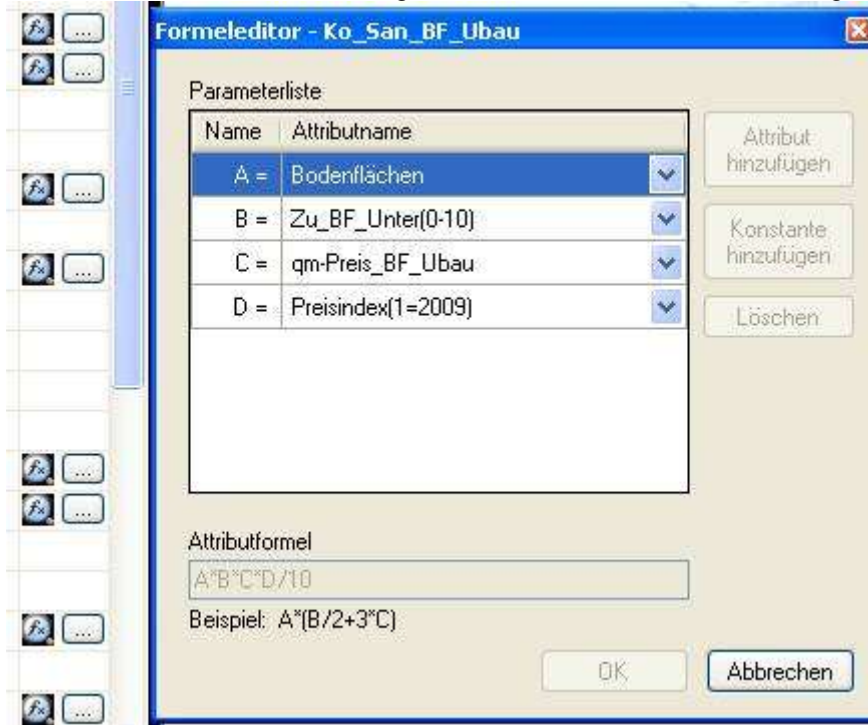 Formeleditor - Ko_San_BF_Ubau
Parameterliste
Name Attributname
A = Bodenflächen
B = Zu_BF_Unter(0-10)
C = qm-Preis_BF_Ubau
D = Preisindex(1=2009)
Attribut
hinzufügen
Konstante
hinzufügen
Löschen
Attributformel
A*B*C*D/10
Beispiel: A*(B/2+3*C)
OK
Abbrechen